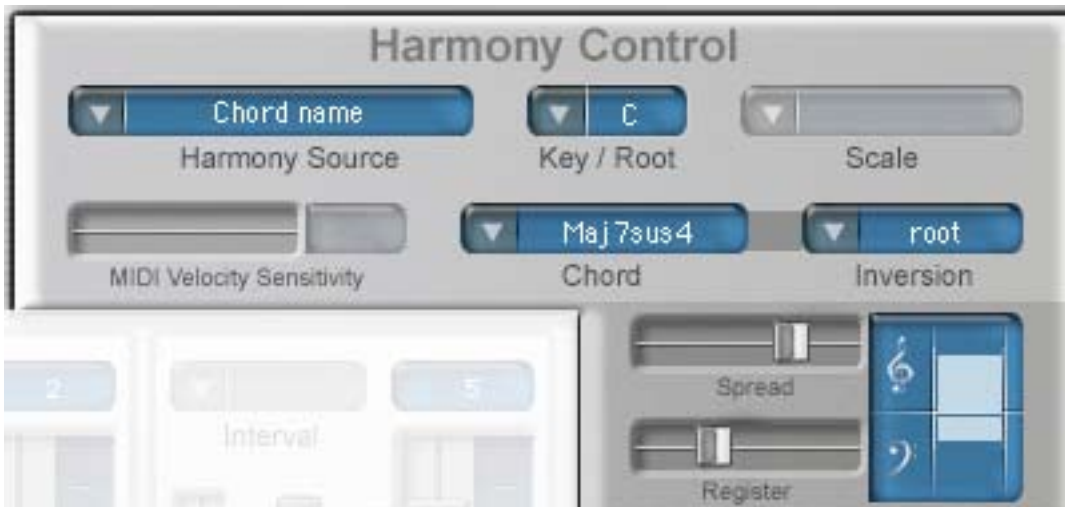 Harmony Control
Chord name
C
Harmony Source
Key / Root
Scale
Maj7sus4
root
MIDI Velocity Sensitivity
Chord
Inversion
Spread
2
5
Interval
Register